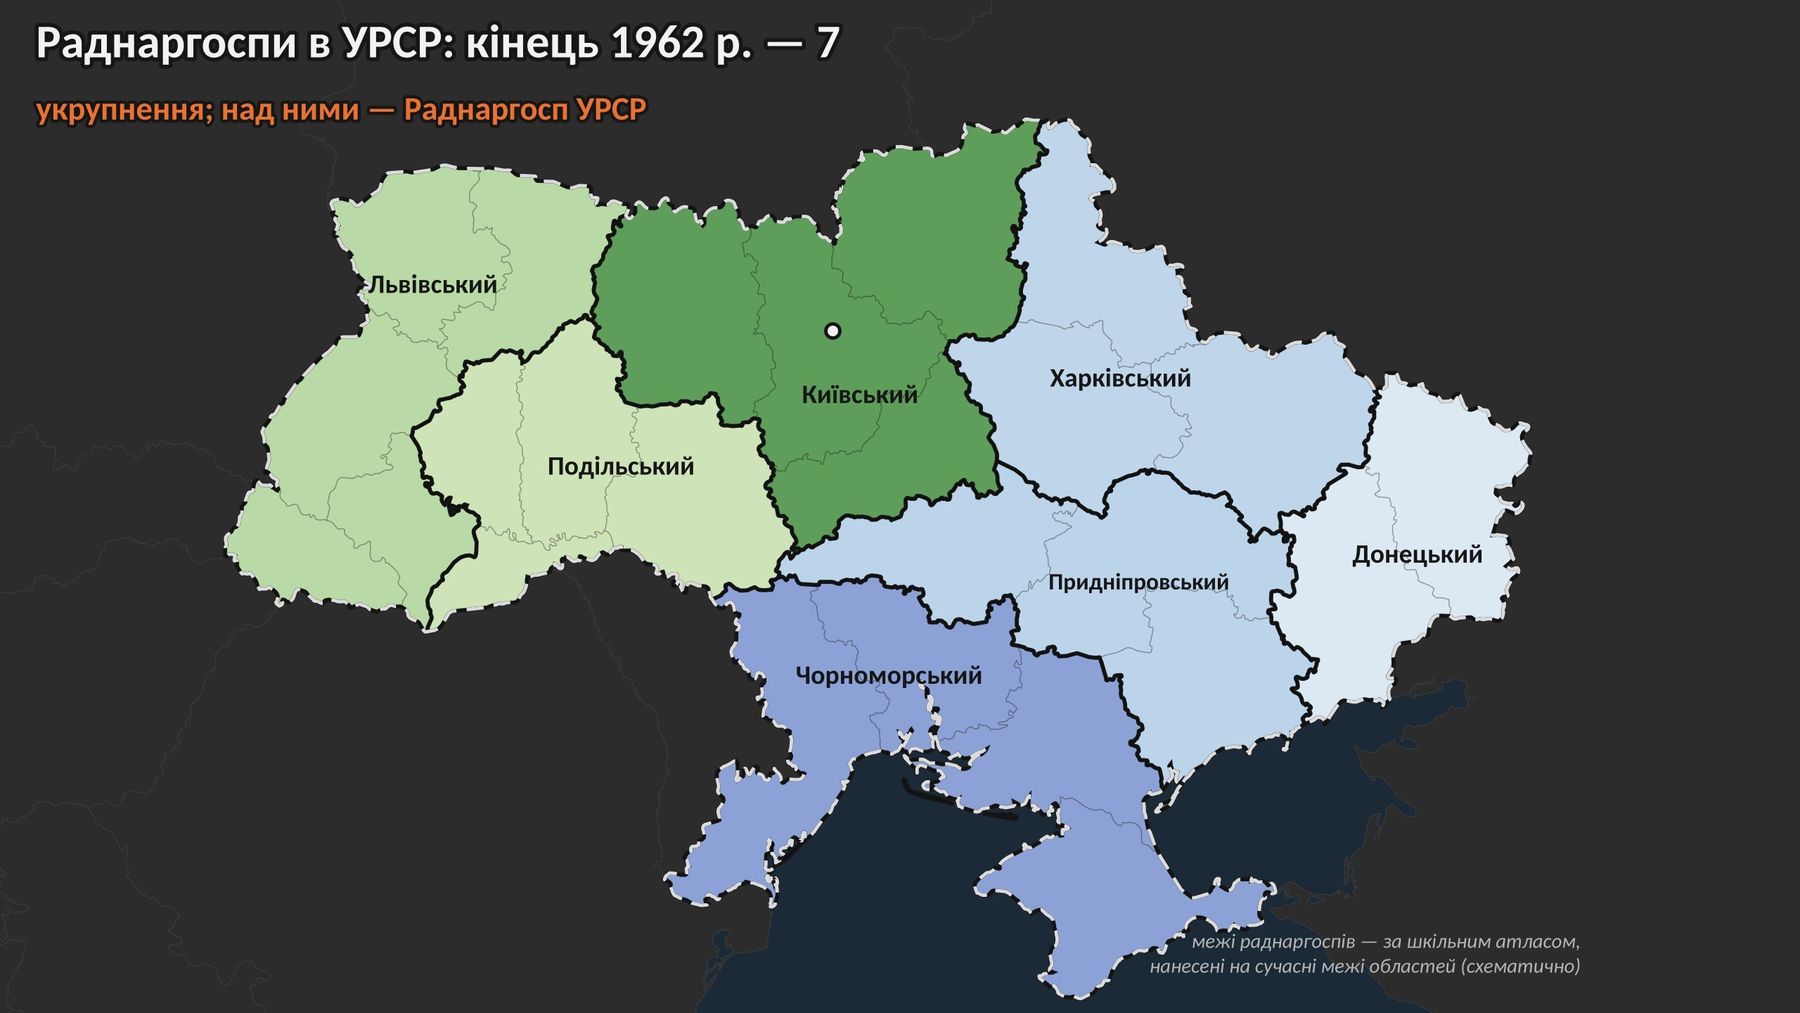 Раднаргоспи в УРСР: кінець 1962 р. — 7
укрупнення; над ними — Раднаргосп УРСР
Львівський
Харківський
Київський
Подільський
Донецький
Придніпровський
Чорноморський
межі раднаргоспів — за шкільним атласом,
нанесені на сучасні межі областей (схематично)